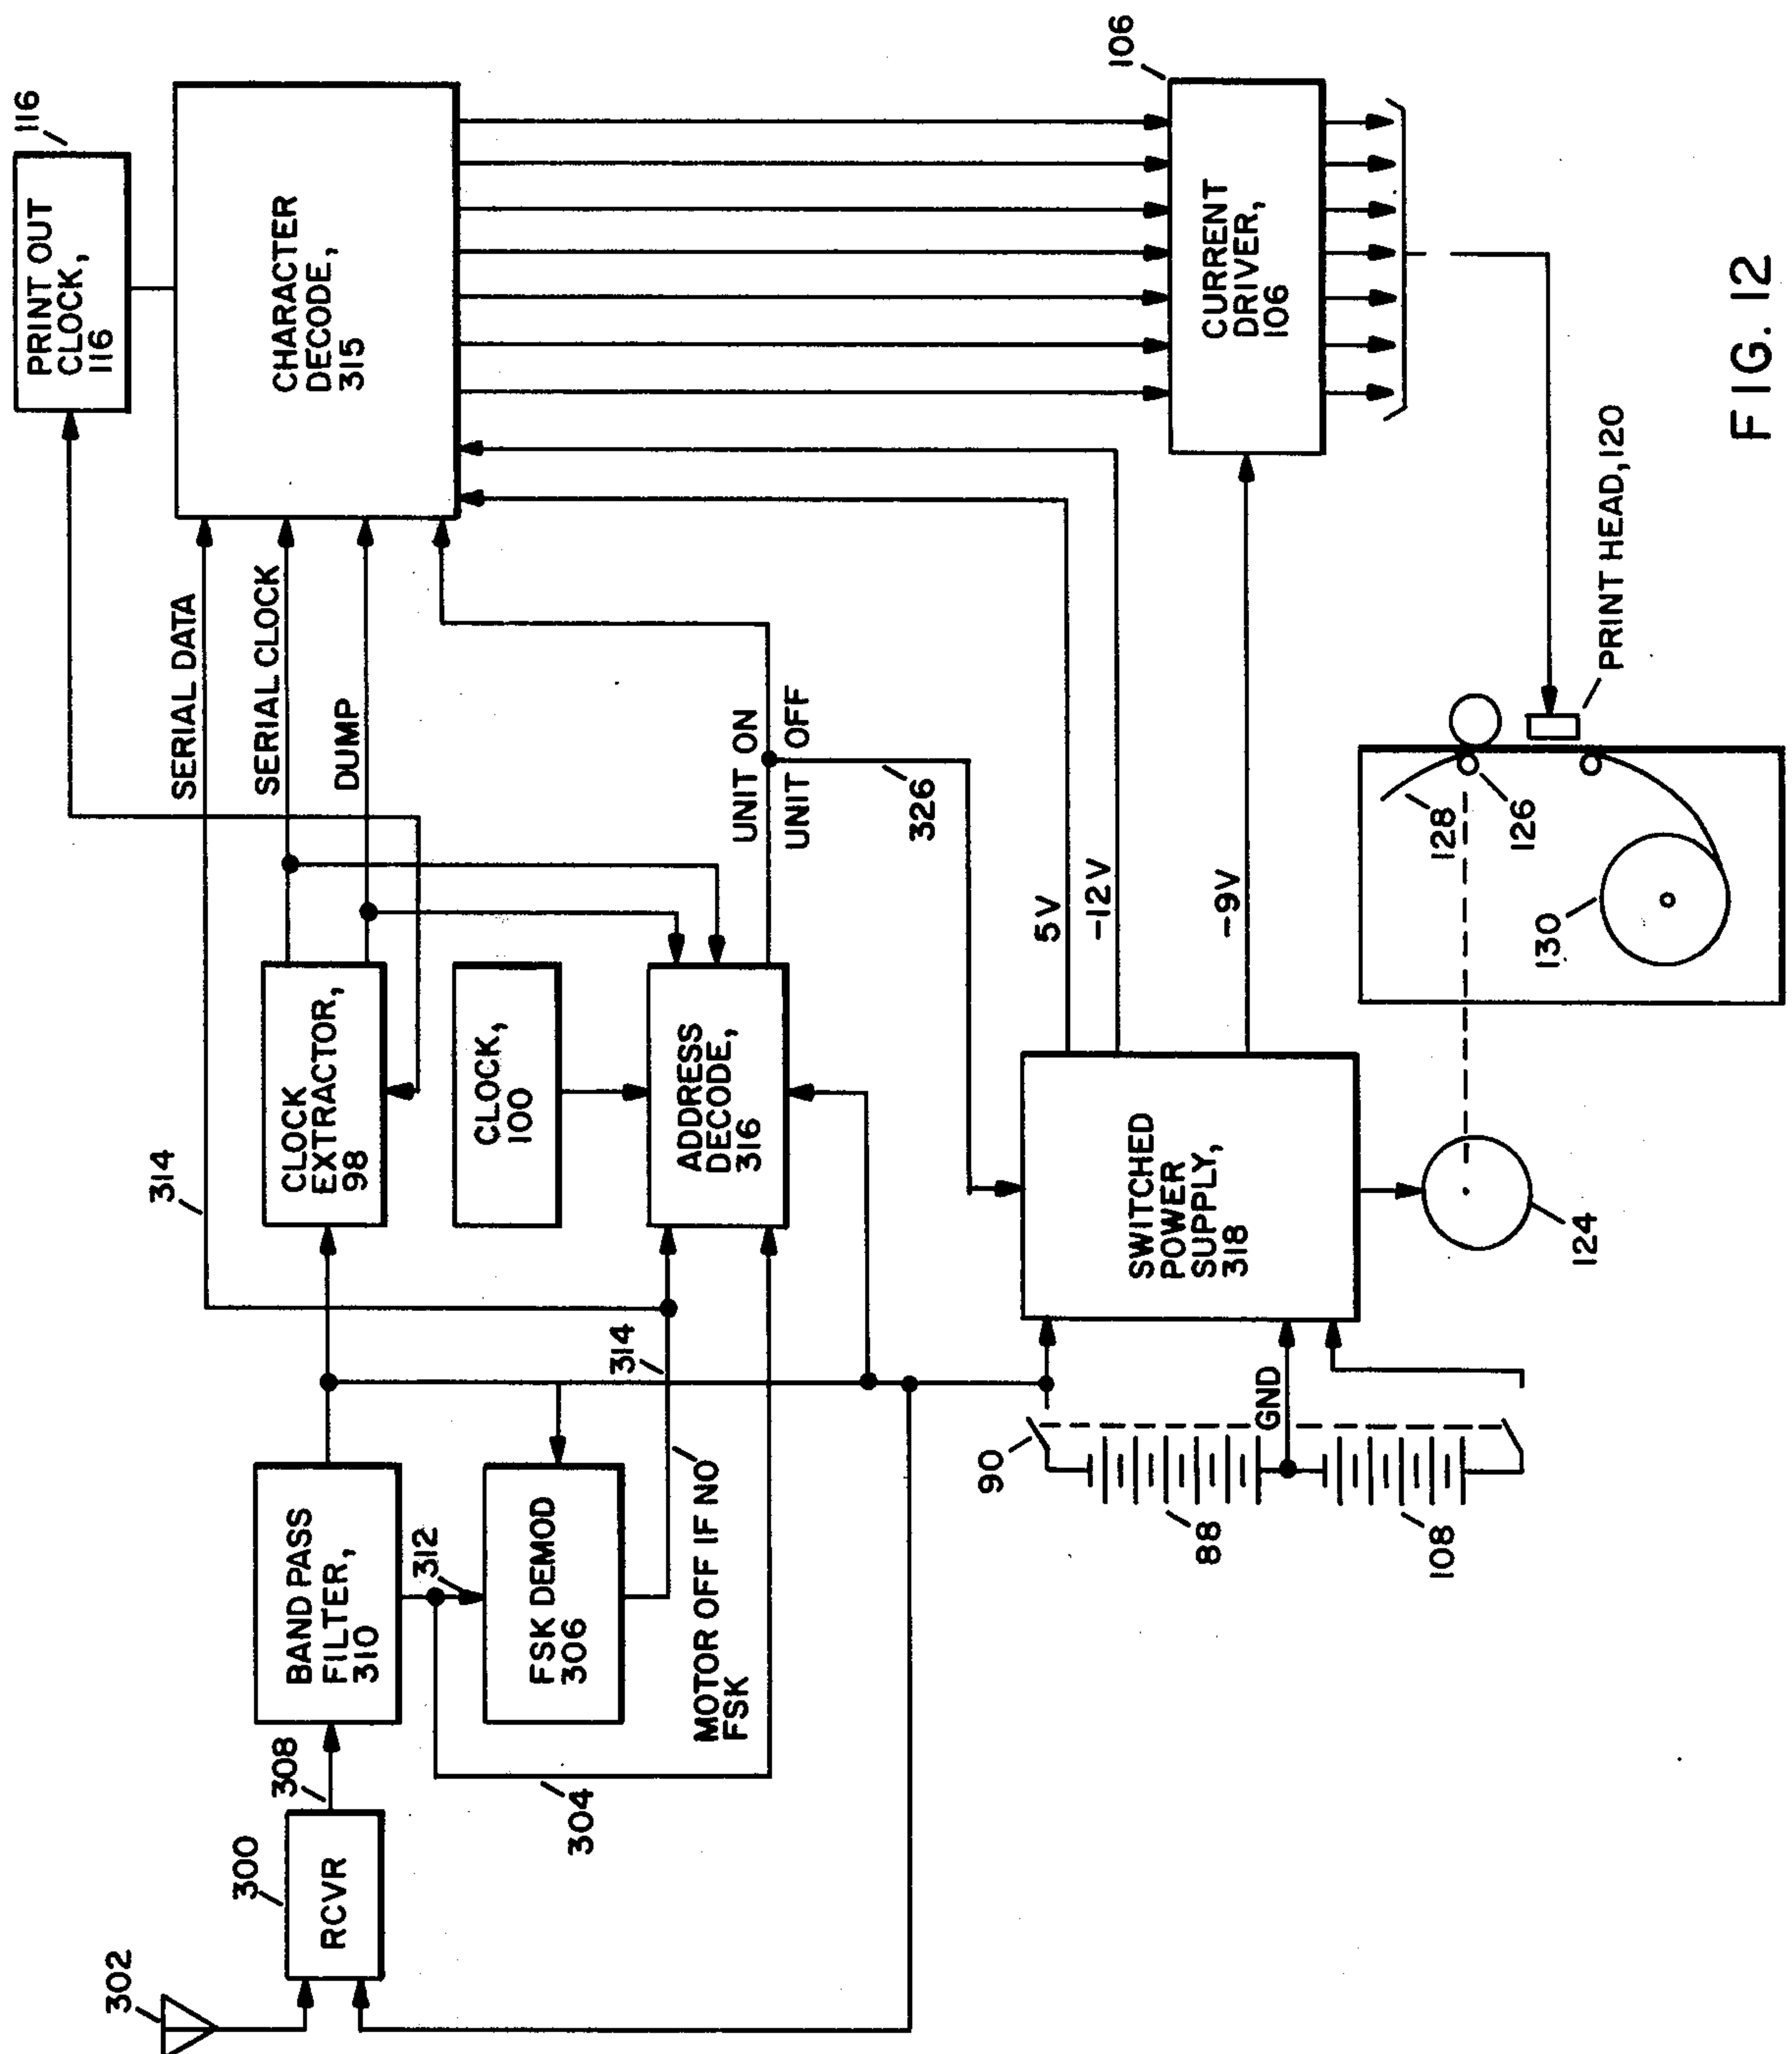 302
300
RCVR
308
BAND PASS
FILTER,
310
312
FSK DEMOD
306
304
MOTOR OFF IF NO
FSK
314
314
CLOCK
EXTRACTOR,
98
CLOCK,
100
ADDRESS
DECODE,
316
SERIAL DATA
SERIAL CLOCK
DUMP
UNIT ON
UNIT OFF
326
PRINT OUT
CLOCK,
116
116
CHARACTER
DECODE,
315
90
88
GND
108
SWITCHED
POWER
SUPPLY,
318
5V
-12V
-9V
CURRENT
DRIVER,
106
106
124
128
126
130
PRINT HEAD, 120
FIG. 12